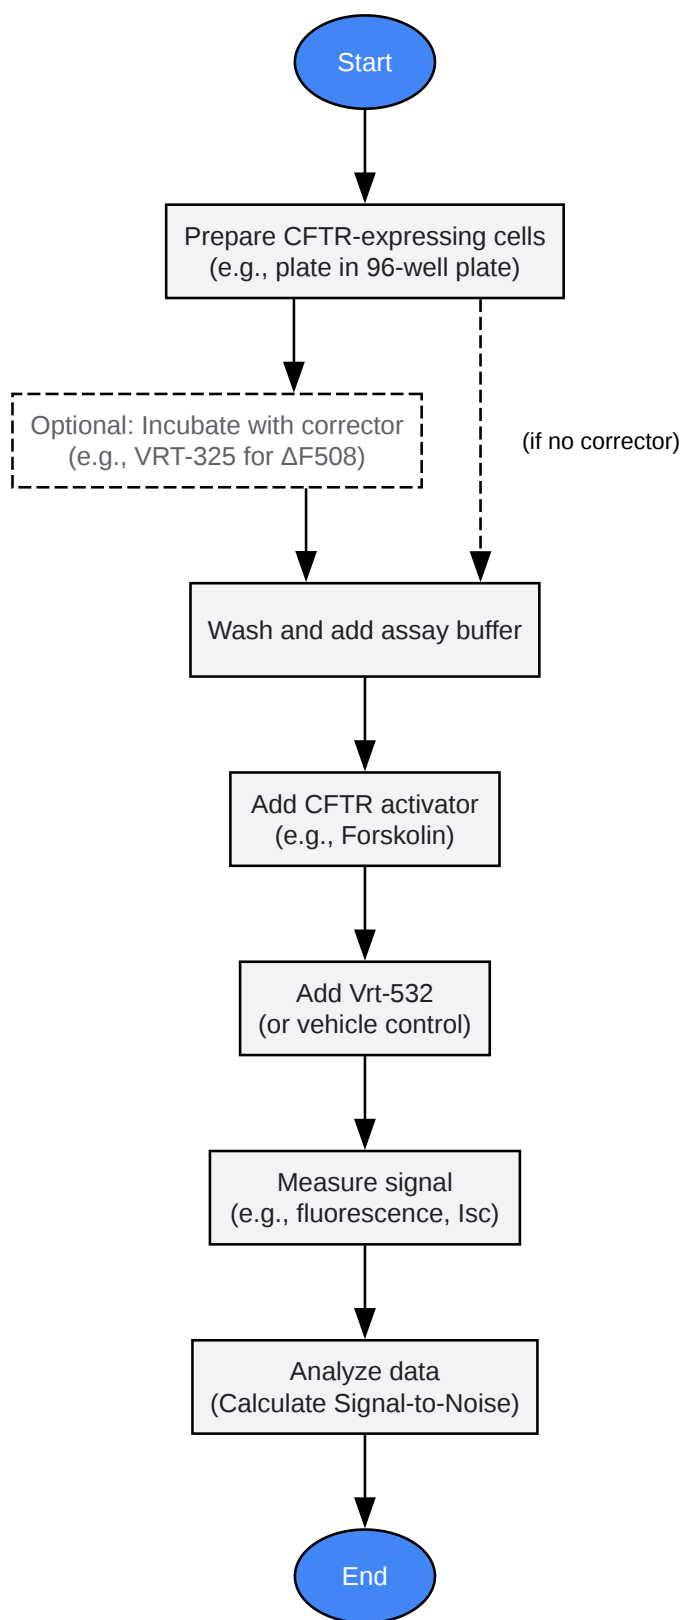 Start
Prepare CFTR-expressing cells
(e.g., plate in 96-well plate)
Optional: Incubate with corrector
(e.g., VRT-325 for ΔF508)
(if no corrector)
Wash and add assay buffer
Add CFTR activator
(e.g., Forskolin)
Add Vrt-532
(or vehicle control)
Measure signal
(e.g., fluorescence, Isc)
Analyze data
(Calculate Signal-to-Noise)
End